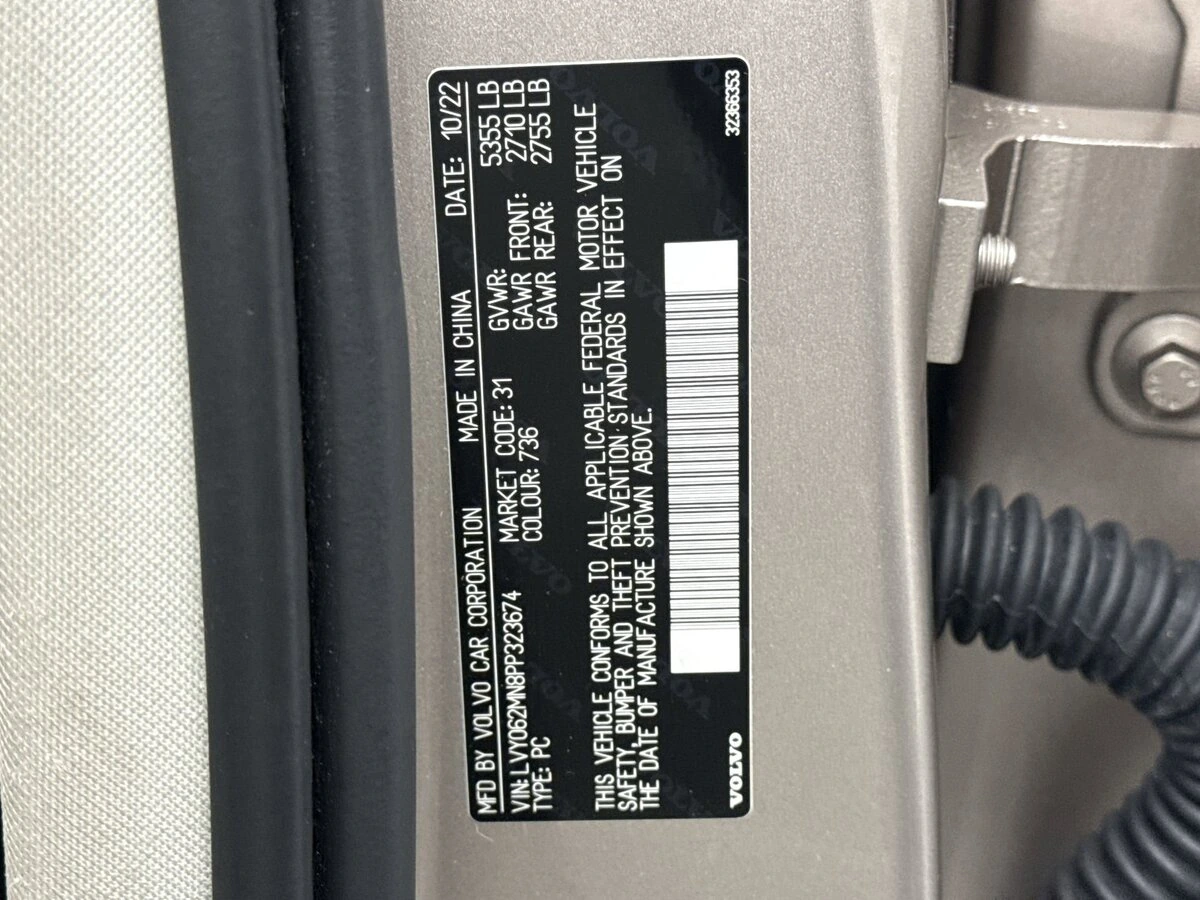 MFD BY VOLVO CAR CORPORATION MADE IN CHINA DATE: 10/22
VIN: LVY062MN8PP323674 MARKET CODE: 31 GVWR: 5355 LB
TYPE: PC COLOUR: 736 GAWR FRONT: 2710 LB
GAWR REAR: 2755 LB
THIS VEHICLE CONFORMS TO ALL APPLICABLE FEDERAL MOTOR VEHICLE
SAFETY, BUMPER AND THEFT PREVENTION STANDARDS IN EFFECT ON
THE DATE OF MANUFACTURE SHOWN ABOVE.
VOLVO 32366353